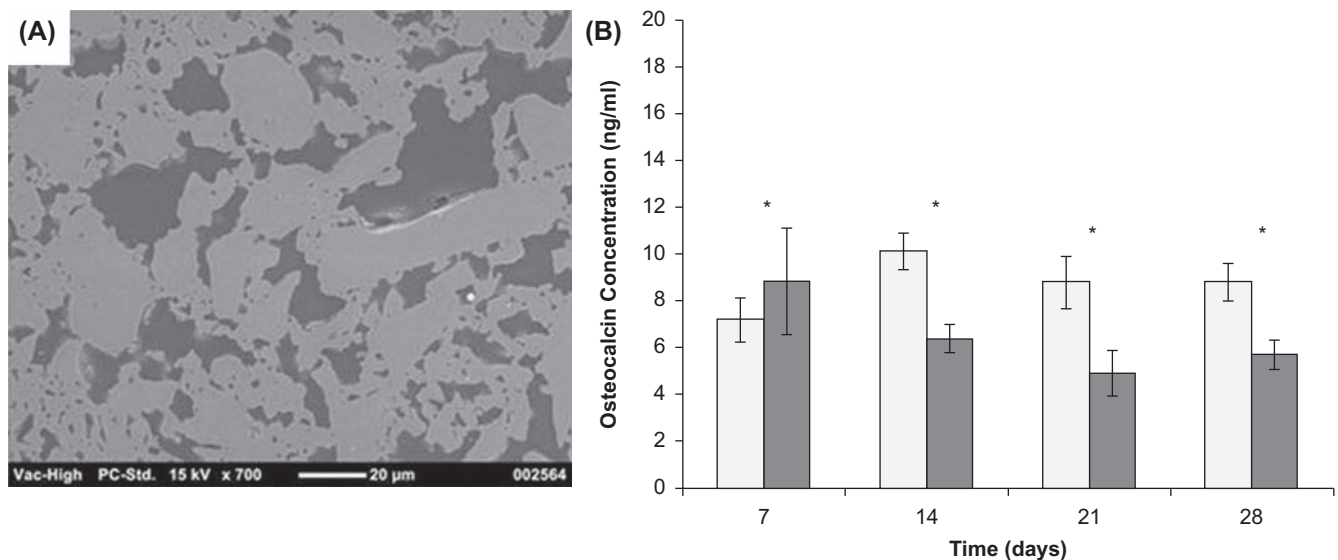 (A)
Vac-High PC-Std. 15 kV x 700 20 µm 002564
(B)
Osteocalcin Concentration (ng/ml)
20
18
16
14
12
10
8
6
4
2
0
*
*
*
*
7 14 21 28
Time (days)